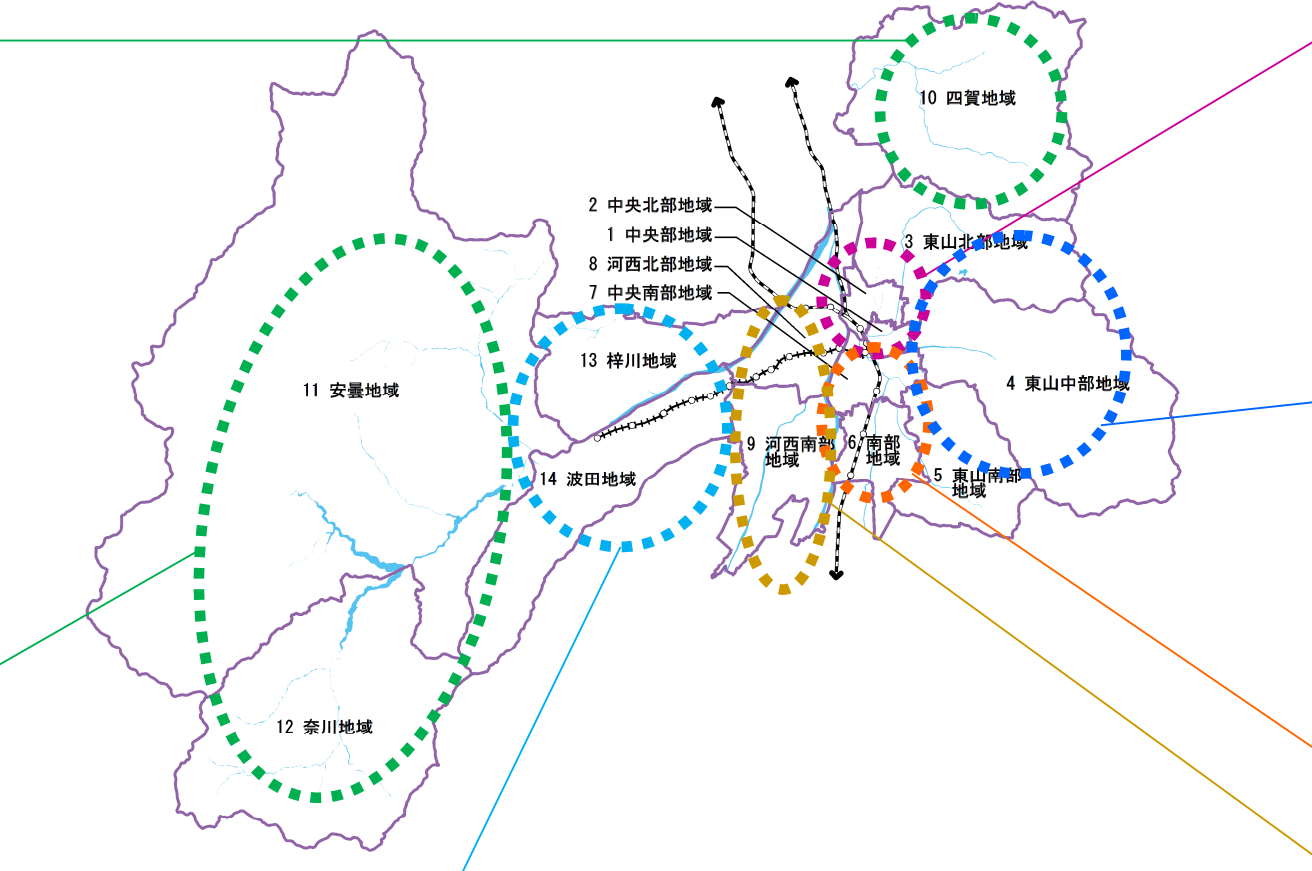 10 四賀地域
2 中央北部地域
1 中央部地域
3 東山北部地域
8 河西北部地域
7 中央南部地域
13 梓川地域
11 安曇地域
4 東山中部地域
9 河西南部
地域
6 南部
地域
14 波田地域
5 東山南部
地域
12 奈川地域